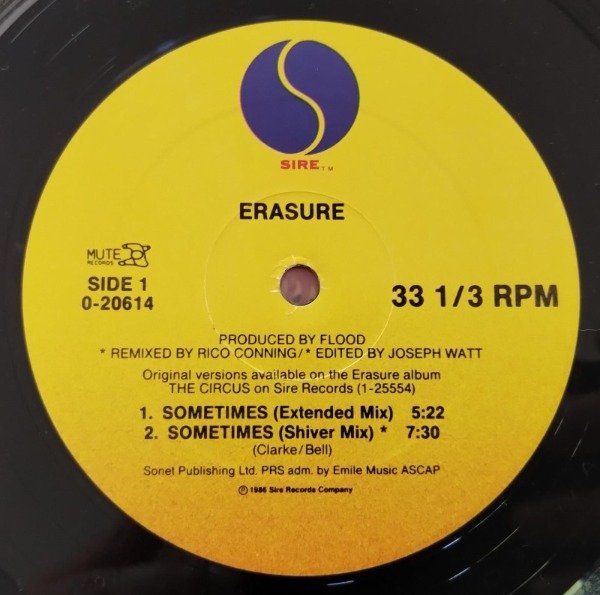 SIRE TM
ERASURE
MUTE
RECORDS
SIDE 1
0-20614
33 1/3 RPM
PRODUCED BY FLOOD
* REMIXED BY RICO CONNING/* EDITED BY JOSEPH WATT
Original versions available on the Erasure album
THE CIRCUS on Sire Records (1-25554)
1. SOMETIMES (Extended Mix) 5:22
2. SOMETIMES (Shiver Mix) * 7:30
(Clarke/Bell)
Sonet Publishing Ltd. PRS adm. by Emile Music ASCAP
℗ 1986 Sire Records Company